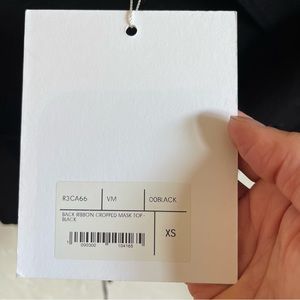 R3CA66 VM 00BLACK
BACK RIBBON CROPPED MASK TOP -
BLACK
XS